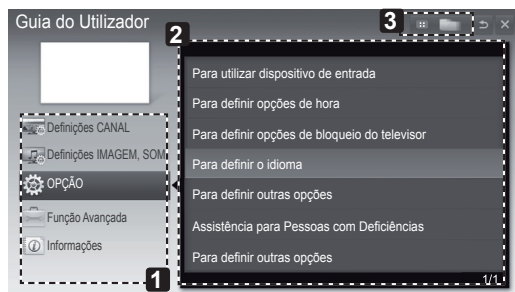 Guia do Utilizador
3
2
Para utilizar dispositivo de entrada
Para definir opções de hora
Para definir opções de bloqueio do televisor
Para definir o idioma
Para definir outras opções
Assistência para Pessoas com Deficiências
Para definir outras opções
1/1
Definições CANAL
Definições IMAGEM, SOM
OPÇÃO
Função Avançada
Informações
1